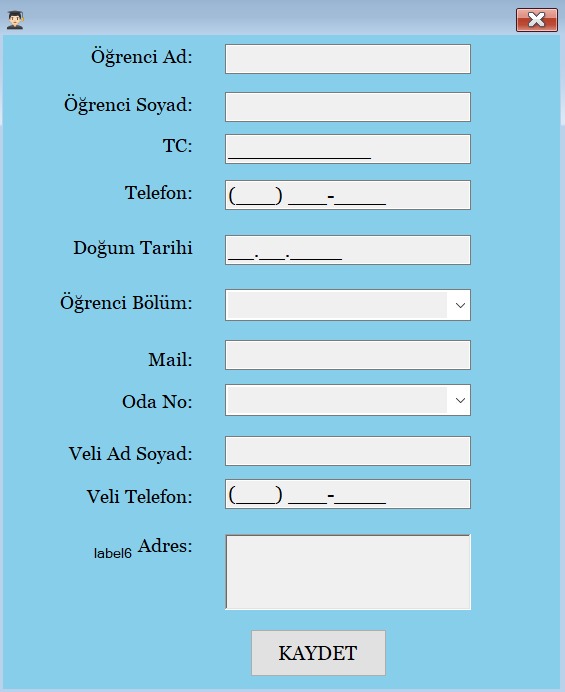 Öğrenci Ad:
Öğrenci Soyad:
TC: ___________
Telefon: (___) ___-____
Doğum Tarihi __.__.____
Öğrenci Bölüm:
Mail:
Oda No:
Veli Ad Soyad:
Veli Telefon: (___) ___-____
label6 Adres:
KAYDET